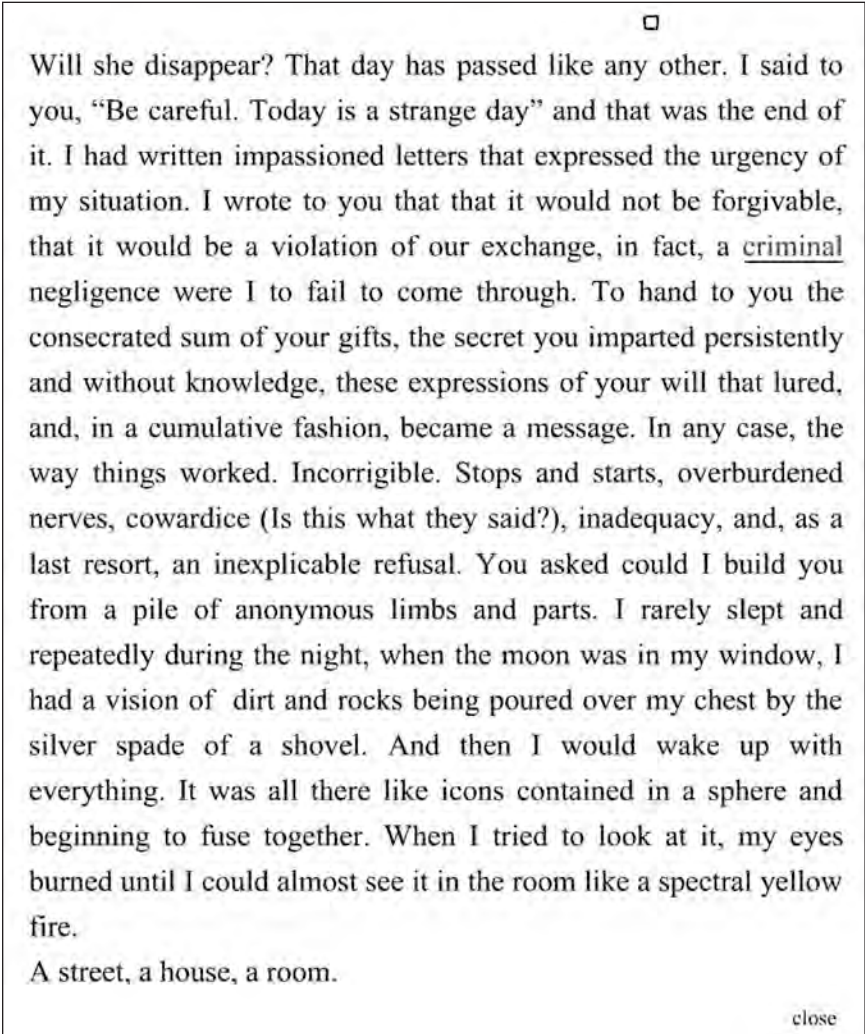 Will she disappear? That day has passed like any other. I said to
you, “Be careful. Today is a strange day” and that was the end of
it. I had written impassioned letters that expressed the urgency of
my situation. I wrote to you that that it would not be forgivable,
that it would be a violation of our exchange, in fact, a criminal
negligence were I to fail to come through. To hand to you the
consecrated sum of your gifts, the secret you imparted persistently
and without knowledge, these expressions of your will that lured,
and, in a cumulative fashion, became a message. In any case, the
way things worked. Incorrigible. Stops and starts, overburdened
nerves, cowardice (Is this what they said?), inadequacy, and, as a
last resort, an inexplicable refusal. You asked could I build you
from a pile of anonymous limbs and parts. I rarely slept and
repeatedly during the night, when the moon was in my window, I
had a vision of dirt and rocks being poured over my chest by the
silver spade of a shovel. And then I would wake up with
everything. It was all there like icons contained in a sphere and
beginning to fuse together. When I tried to look at it, my eyes
burned until I could almost see it in the room like a spectral yellow
fire.
A street, a house, a room.
close